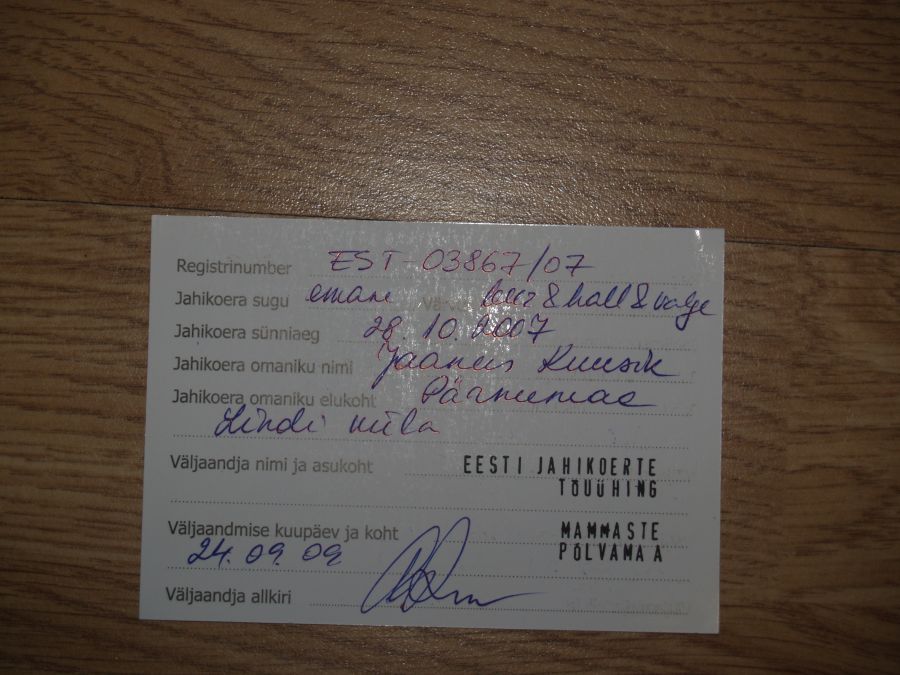 Registrinumber EST-03867/07
Jahikoera sugu emane & hall & valge
Jahikoera sünniaeg 28.10.2007
Jahikoera omaniku nimi Jaanus Kuusik
Jahikoera omaniku elukoht Pärnumaa
Lindi küla
Väljaandja nimi ja asukoht EESTI JAHIKOERTE
TÕUÜHING
Väljaandmise kuupäev ja koht MAMMASTE
24.09.09 PÕLVAMAA
Väljaandja allkiri